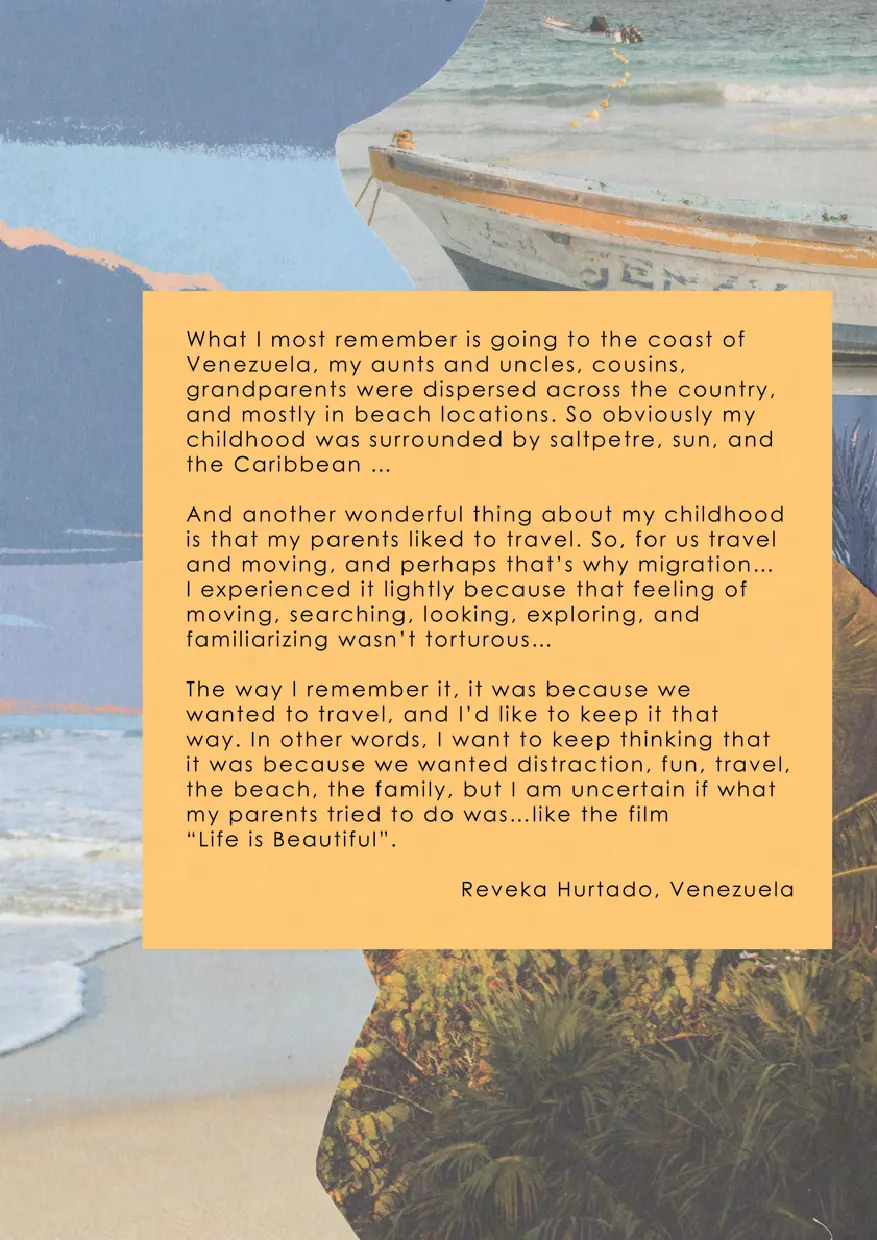 JENNY
What I most remember is going to the coast of
Venezuela, my aunts and uncles, cousins,
grandparents were dispersed across the country,
and mostly in beach locations. So obviously my
childhood was surrounded by saltpetre, sun, and
the Caribbean ...
And another wonderful thing about my childhood
is that my parents liked to travel. So, for us travel
and moving, and perhaps that's why migration...
I experienced it lightly because that feeling of
moving, searching, looking, exploring, and
familiarizing wasn't torturous...
The way I remember it, it was because we
wanted to travel, and I'd like to keep it that
way. In other words, I want to keep thinking that
it was because we wanted distraction, fun, travel,
the beach, the family, but I am uncertain if what
my parents tried to do was...like the film
“Life is Beautiful”.
Reveka Hurtado, Venezuela